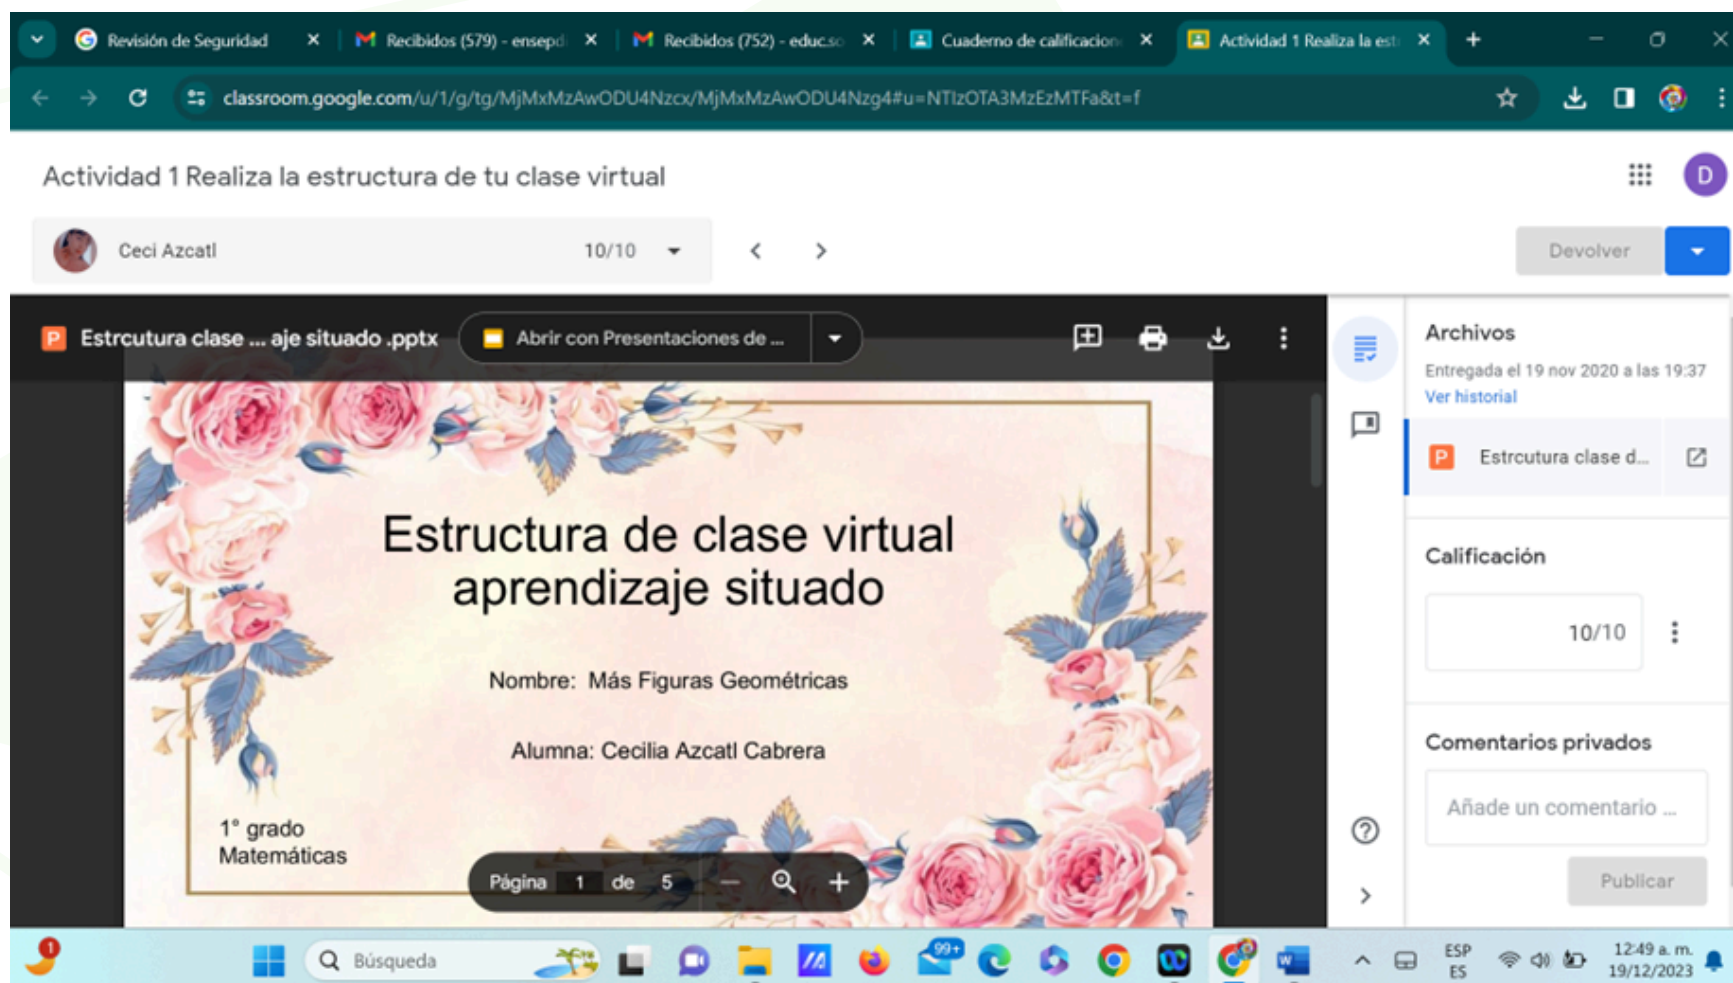 Revisión de Seguridad
Recibidos (579) - ensepd
Recibidos (752) - educ.so
Cuaderno de calificacion
Actividad 1 Realiza la est
classroom.google.com/u/1/g/tg/MjMxMzAwODU4Nzcx/MjMxMzAwODU4Nzg4#u=NTIzOTA3MzEzMTFa&t=f
Actividad 1 Realiza la estructura de tu clase virtual
D
Ceci Azcatl 10/10
Devolver
P Estrcutura clase ... aje situado .pptx
Abrir con Presentaciones de ...
Archivos
Entregada el 19 nov 2020 a las 19:37
Ver historial
P Estrcutura clase d...
Calificación
10/10
Comentarios privados
Añade un comentario ...
Publicar
Estructura de clase virtual
aprendizaje situado
Nombre: Más Figuras Geométricas
Alumna: Cecilia Azcatl Cabrera
1° grado
Matemáticas
Página 1 de 5
1
Búsqueda
99+
ESP
ES
12:49 a. m.
19/12/2023